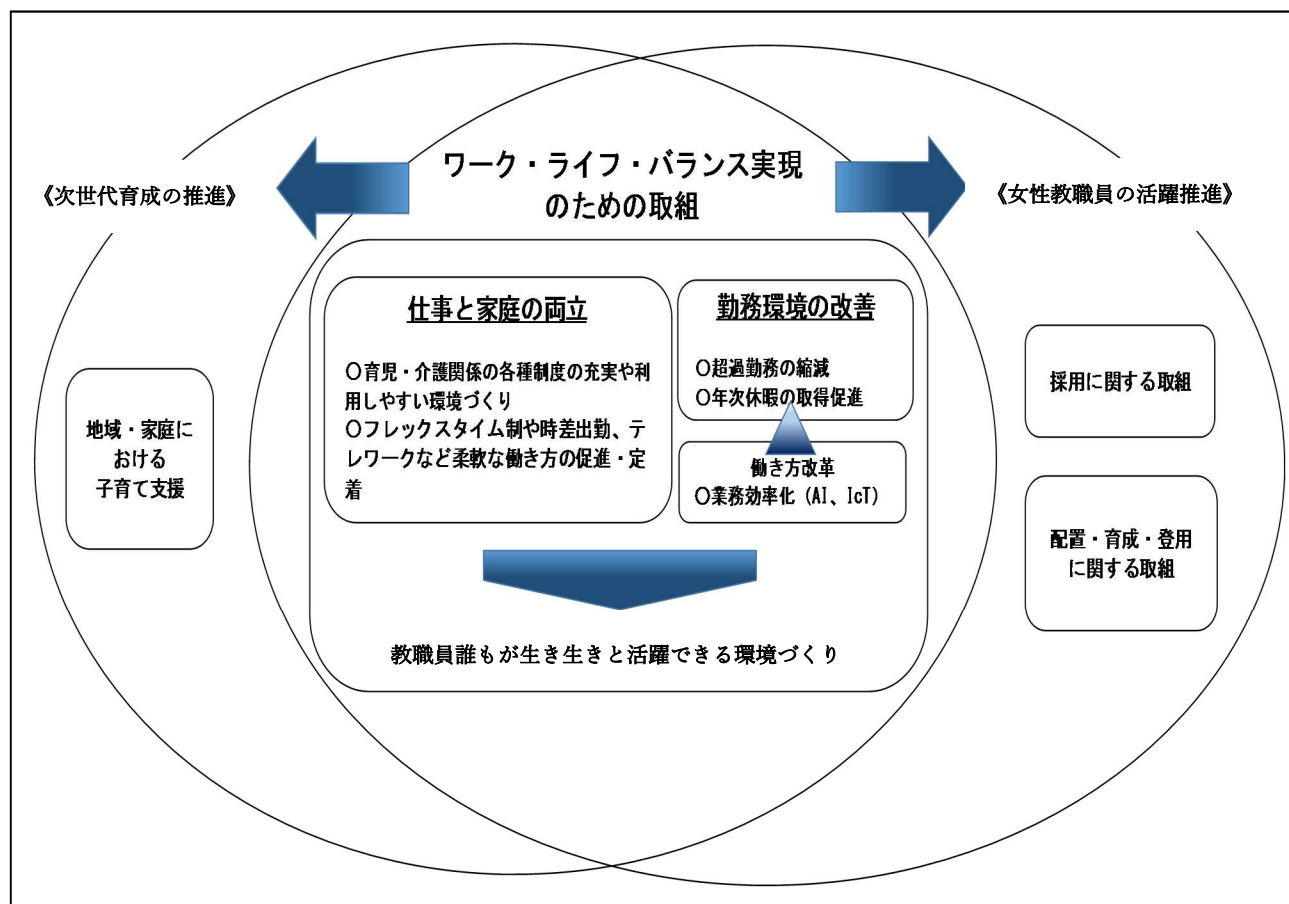 ワーク・ライフ・バランス実現
のための取組
《次世代育成の推進》
《女性教職員の活躍推進》
仕事と家庭の両立
○育児・介護関係の各種制度の充実や利
用しやすい環境づくり
○フレックスタイム制や時差出勤、テ
レワークなど柔軟な働き方の促進・定
着
勤務環境の改善
○超過勤務の縮減
○年次休暇の取得促進
働き方改革
○業務効率化（AI、IcT）
地域・家庭に
おける
子育て支援
採用に関する取組
配置・育成・登用
に関する取組
教職員誰もが生き生きと活躍できる環境づくり